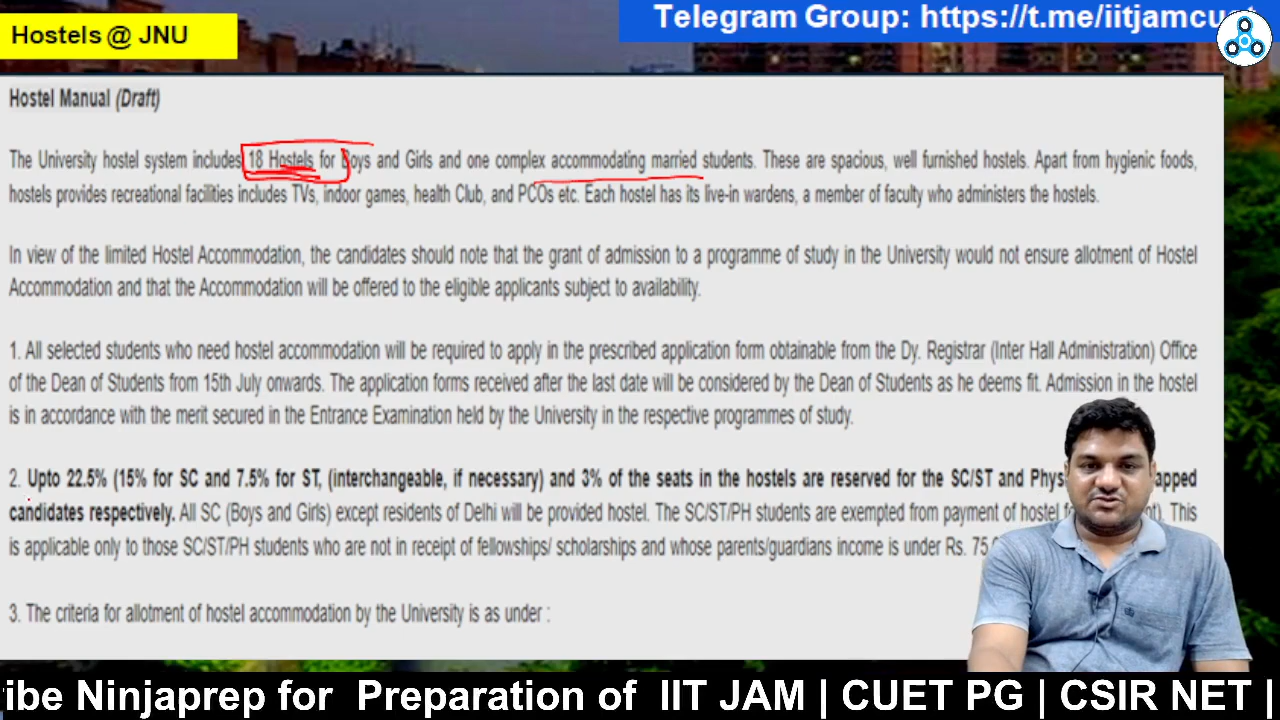 Hostels @ JNU
Telegram Group: https://t.me/iitjamcuet
Hostel Manual (Draft)
The University hostel system includes 18 Hostels for Boys and Girls and one complex accommodating married students. These are spacious, well furnished hostels. Apart from hygienic foods,
hostels provides recreational facilities includes TVs, indoor games, health Club, and PCOs etc. Each hostel has its live-in wardens, a member of faculty who administers the hostels.
In view of the limited Hostel Accommodation, the candidates should note that the grant of admission to a programme of study in the University would not ensure allotment of Hostel
Accommodation and that the Accommodation will be offered to the eligible applicants subject to availability.
1. All selected students who need hostel accommodation will be required to apply in the prescribed application form obtainable from the Dy. Registrar (Inter Hall Administration) Office
of the Dean of Students from 15th July onwards. The application forms received after the last date will be considered by the Dean of Students as he deems fit. Admission in the hostel
is in accordance with the merit secured in the Entrance Examination held by the University in the respective programmes of study.
2. Upto 22.5% (15% for SC and 7.5% for ST, (interchangeable, if necessary) and 3% of the seats in the hostels are reserved for the SC/ST and Phys apped
candidates respectively. All SC (Boys and Girls) except residents of Delhi will be provided hostel. The SC/ST/PH students are exempted from payment of hostel This
is applicable only to those SC/ST/PH students who are not in receipt of fellowships/ scholarships and whose parents/guardians income is under Rs.
3. The criteria for allotment of hostel accommodation by the University is as under :
ribe Ninjaprep for Preparation of IIT JAM | CUET PG | CSIR NET |